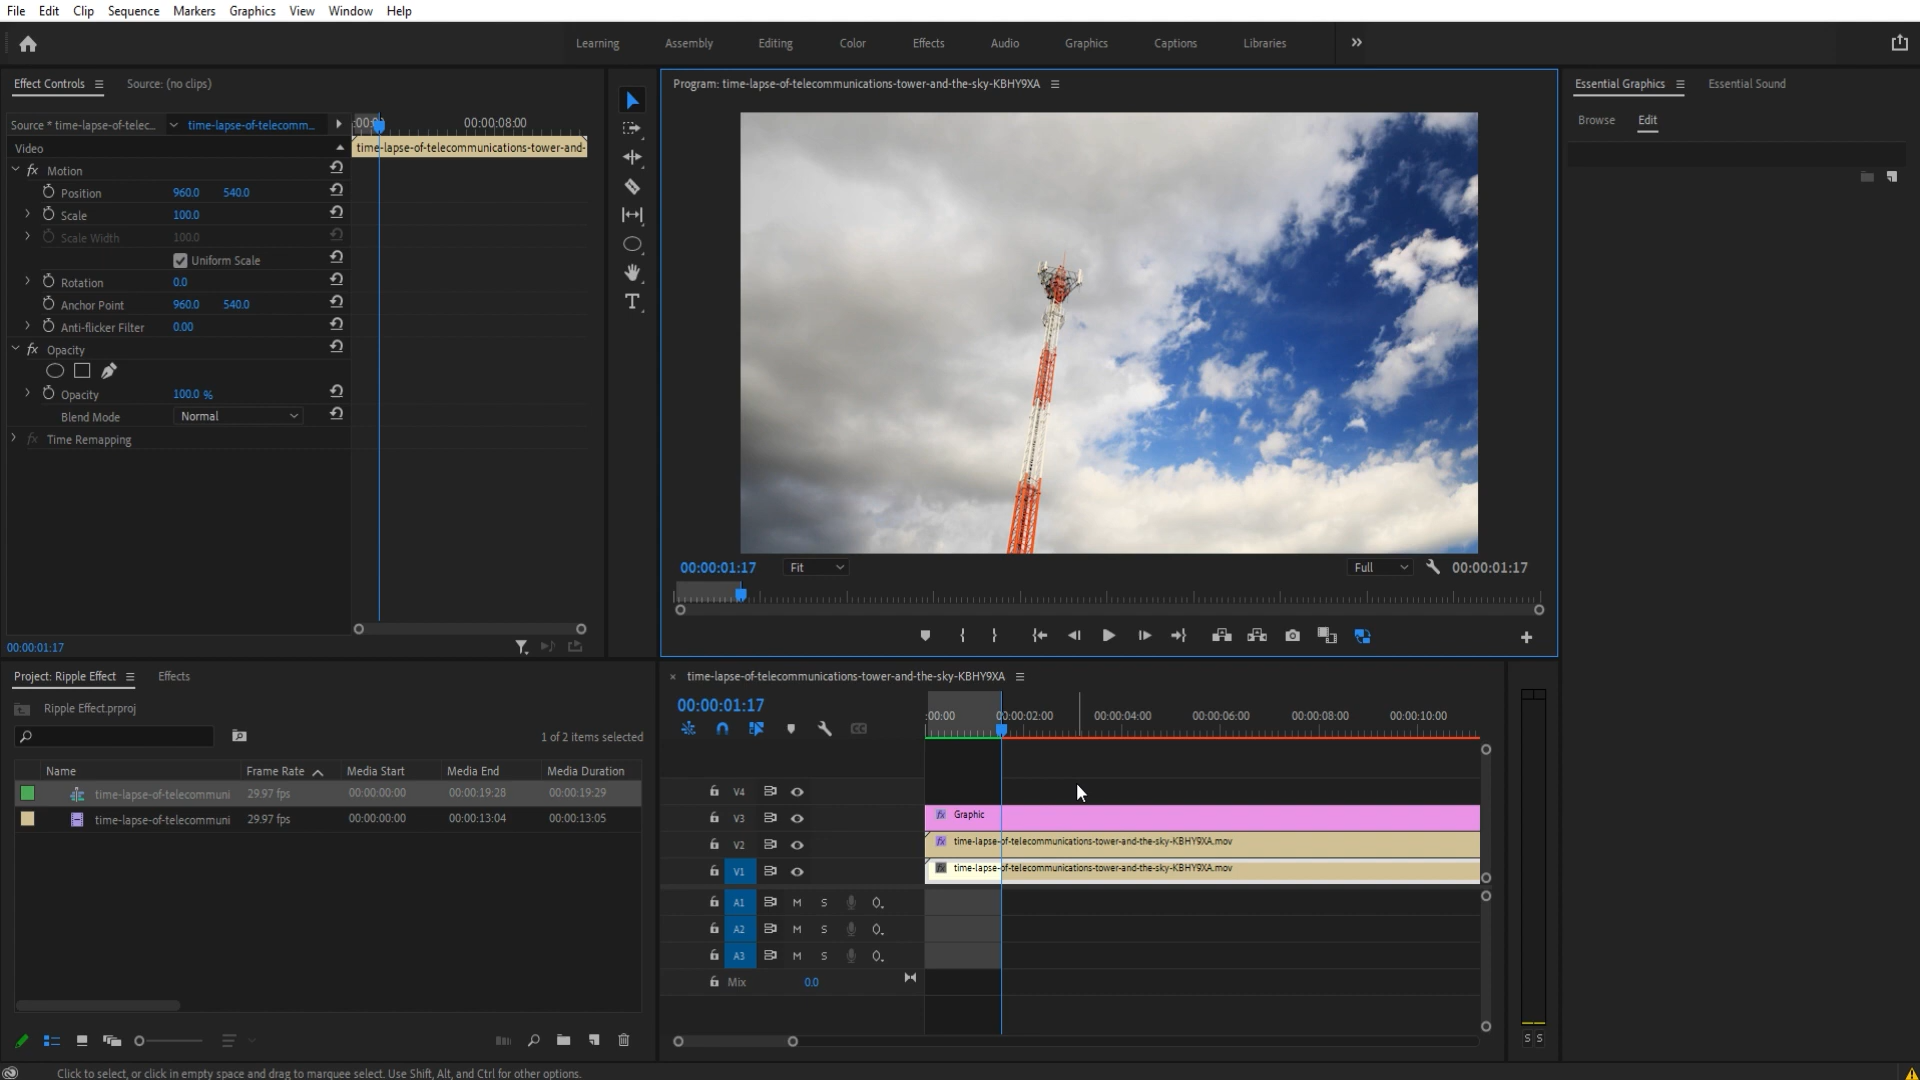 File Edit Clip Sequence Markers Graphics View Window Help
Learning Assembly Editing Color Effects Audio Graphics Captions Libraries
Effect Controls Source: (no clips)
Source * time-lapse-of-telec... time-lapse-of-telecomm...
:00:0 00:00:08:00
Video
time-lapse-of-telecommunications-tower-and-
fx Motion
Position 960.0 540.0
Scale 100.0
Scale Width 100.0
Uniform Scale
Rotation 0.0
Anchor Point 960.0 540.0
Anti-flicker Filter 0.00
fx Opacity
Opacity 100.0 %
Blend Mode Normal
fx Time Remapping
00:00:01:17
Program: time-lapse-of-telecommunications-tower-and-the-sky-KBHY9XA
00:00:01:17 Fit Full 00:00:01:17
Essential Graphics Essential Sound
Browse Edit
Project: Ripple Effect Effects
Ripple Effect.prproj
1 of 2 items selected
Name Frame Rate Media Start Media End Media Duration
time-lapse-of-telecommuni 29.97 fps 00:00:00:00 00:00:19:28 00:00:19:29
time-lapse-of-telecommuni 29.97 fps 00:00:00:00 00:00:13:04 00:00:13:05
time-lapse-of-telecommunications-tower-and-the-sky-KBHY9XA
00:00:01:17
:00:00 00:00:02:00 00:00:04:00 00:00:06:00 00:00:08:00 00:00:10:00
V4
V3 fx Graphic
V2 fx time-lapse-of-telecommunications-tower-and-the-sky-KBHY9XA.mov
V1 fx time-lapse-of-telecommunications-tower-and-the-sky-KBHY9XA.mov
A1 M S
A2 M S
A3 M S
Mix 0.0
S S
Click to select, or click in empty space and drag to marquee select. Use Shift, Alt, and Ctrl for other options.